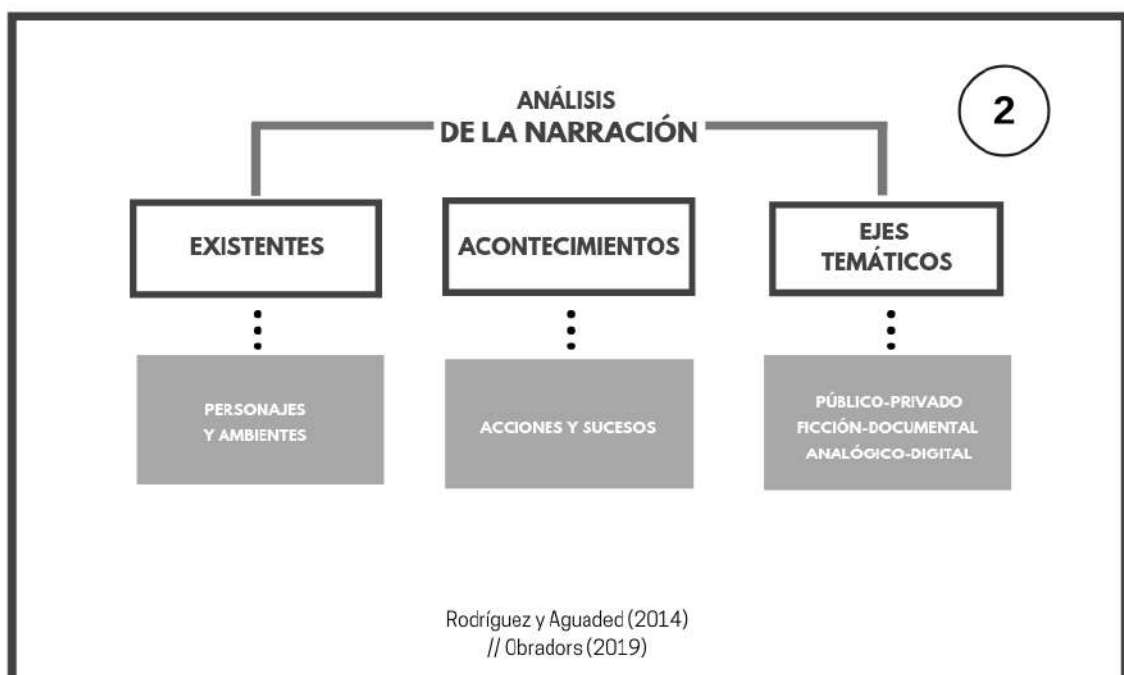 ANÁLISIS
DE LA NARRACIÓN
2
EXISTENTES
ACONTECIMIENTOS
EJES
TEMÁTICOS
PERSONAJES
Y AMBIENTES
ACCIONES Y SUCESOS
PÚBLICO-PRIVADO
FICCIÓN-DOCUMENTAL
ANALÓGICO-DIGITAL
Rodríguez y Aguaded (2014)
// Obradors (2019)